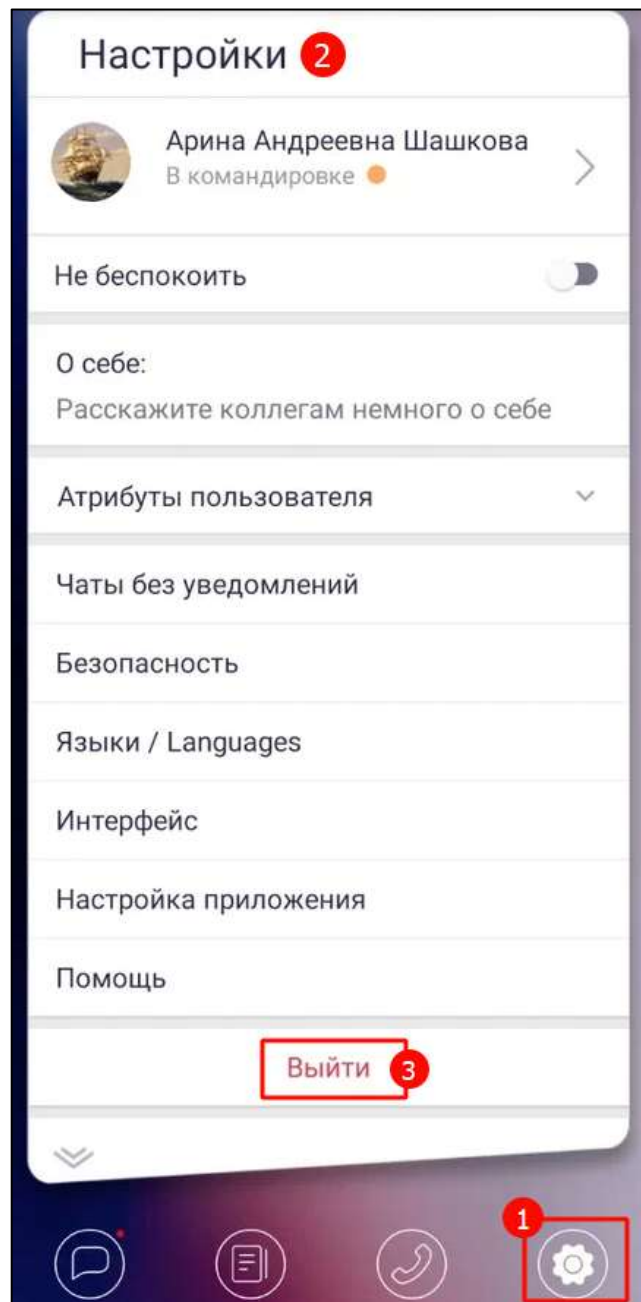 Настройки 2
Арина Андреевна Шашкова
В командировке
Не беспокоить
О себе:
Расскажите коллегам немного о себе
Атрибуты пользователя
Чаты без уведомлений
Безопасность
Языки / Languages
Интерфейс
Настройка приложения
Помощь
Выйти 3
1